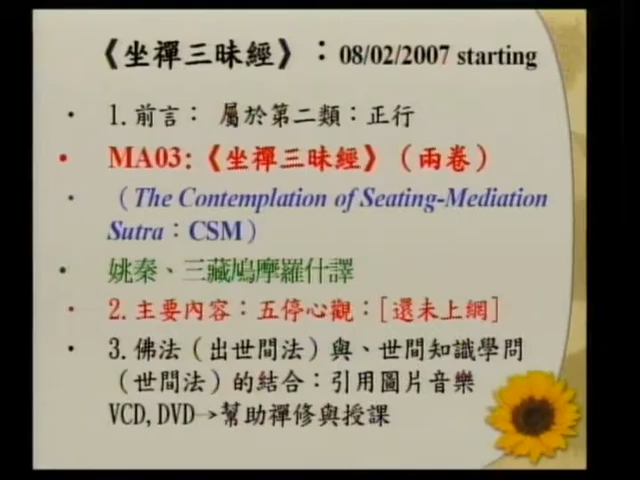 《坐禪三昧經》：08/02/2007 starting
• 1.前言： 屬於第二類：正行
• MA03:《坐禪三昧經》（兩卷）
• （The Contemplation of Seating-Mediation
Sutra：CSM）
• 姚秦、三藏鳩摩羅什譯
• 2.主要內容：五停心觀：[還未上網]
• 3.佛法（出世間法）與、世間知識學問
（世間法）的結合：引用圖片音樂
VCD, DVD→幫助禪修與授課